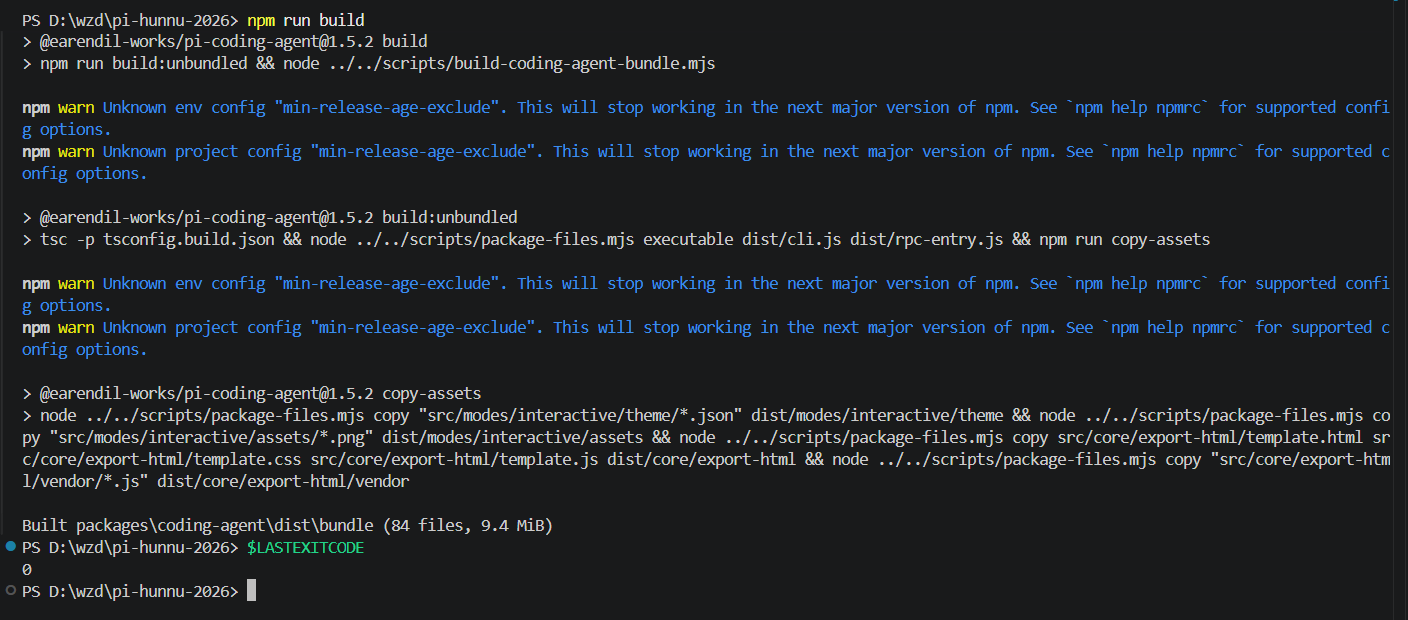 PS D:\wzd\pi-hunnu-2026> npm run build
> @earendil-works/pi-coding-agent@1.5.2 build
> npm run build:unbundled && node ../../scripts/build-coding-agent-bundle.mjs
npm warn Unknown env config "min-release-age-exclude". This will stop working in the next major version of npm. See `npm help npmrc` for supported confi
g options.
npm warn Unknown project config "min-release-age-exclude". This will stop working in the next major version of npm. See `npm help npmrc` for supported c
onfig options.
> @earendil-works/pi-coding-agent@1.5.2 build:unbundled
> tsc -p tsconfig.build.json && node ../../scripts/package-files.mjs executable dist/cli.js dist/rpc-entry.js && npm run copy-assets
npm warn Unknown env config "min-release-age-exclude". This will stop working in the next major version of npm. See `npm help npmrc` for supported confi
g options.
npm warn Unknown project config "min-release-age-exclude". This will stop working in the next major version of npm. See `npm help npmrc` for supported c
onfig options.
> @earendil-works/pi-coding-agent@1.5.2 copy-assets
> node ../../scripts/package-files.mjs copy "src/modes/interactive/theme/*.json" dist/modes/interactive/theme && node ../../scripts/package-files.mjs co
py "src/modes/interactive/assets/*.png" dist/modes/interactive/assets && node ../../scripts/package-files.mjs copy src/core/export-html/template.html sr
c/core/export-html/template.css src/core/export-html/template.js dist/core/export-html && node ../../scripts/package-files.mjs copy "src/core/export-htm
l/vendor/*.js" dist/core/export-html/vendor
Built packages\coding-agent\dist\bundle (84 files, 9.4 MiB)
PS D:\wzd\pi-hunnu-2026> $LASTEXITCODE
0
PS D:\wzd\pi-hunnu-2026>